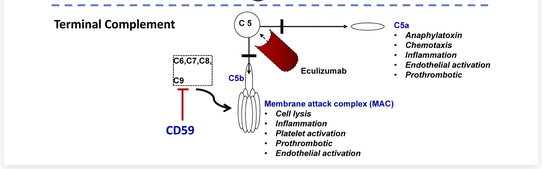 Terminal Complement
C 5
C5a
• Anaphylatoxin
• Chemotaxis
• Inflammation
• Endothelial activation
• Prothrombotic
Eculizumab
C6,C7,C8,
C9
C5b
CD59
Membrane attack complex (MAC)
• Cell lysis
• Inflammation
• Platelet activation
• Prothrombotic
• Endothelial activation